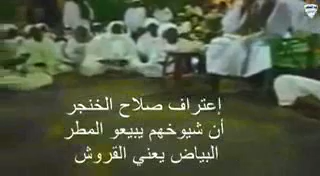 إعتراف صلاح الخنجر
أن شيوخهم يبيعو المطر
البياض يعني القروش